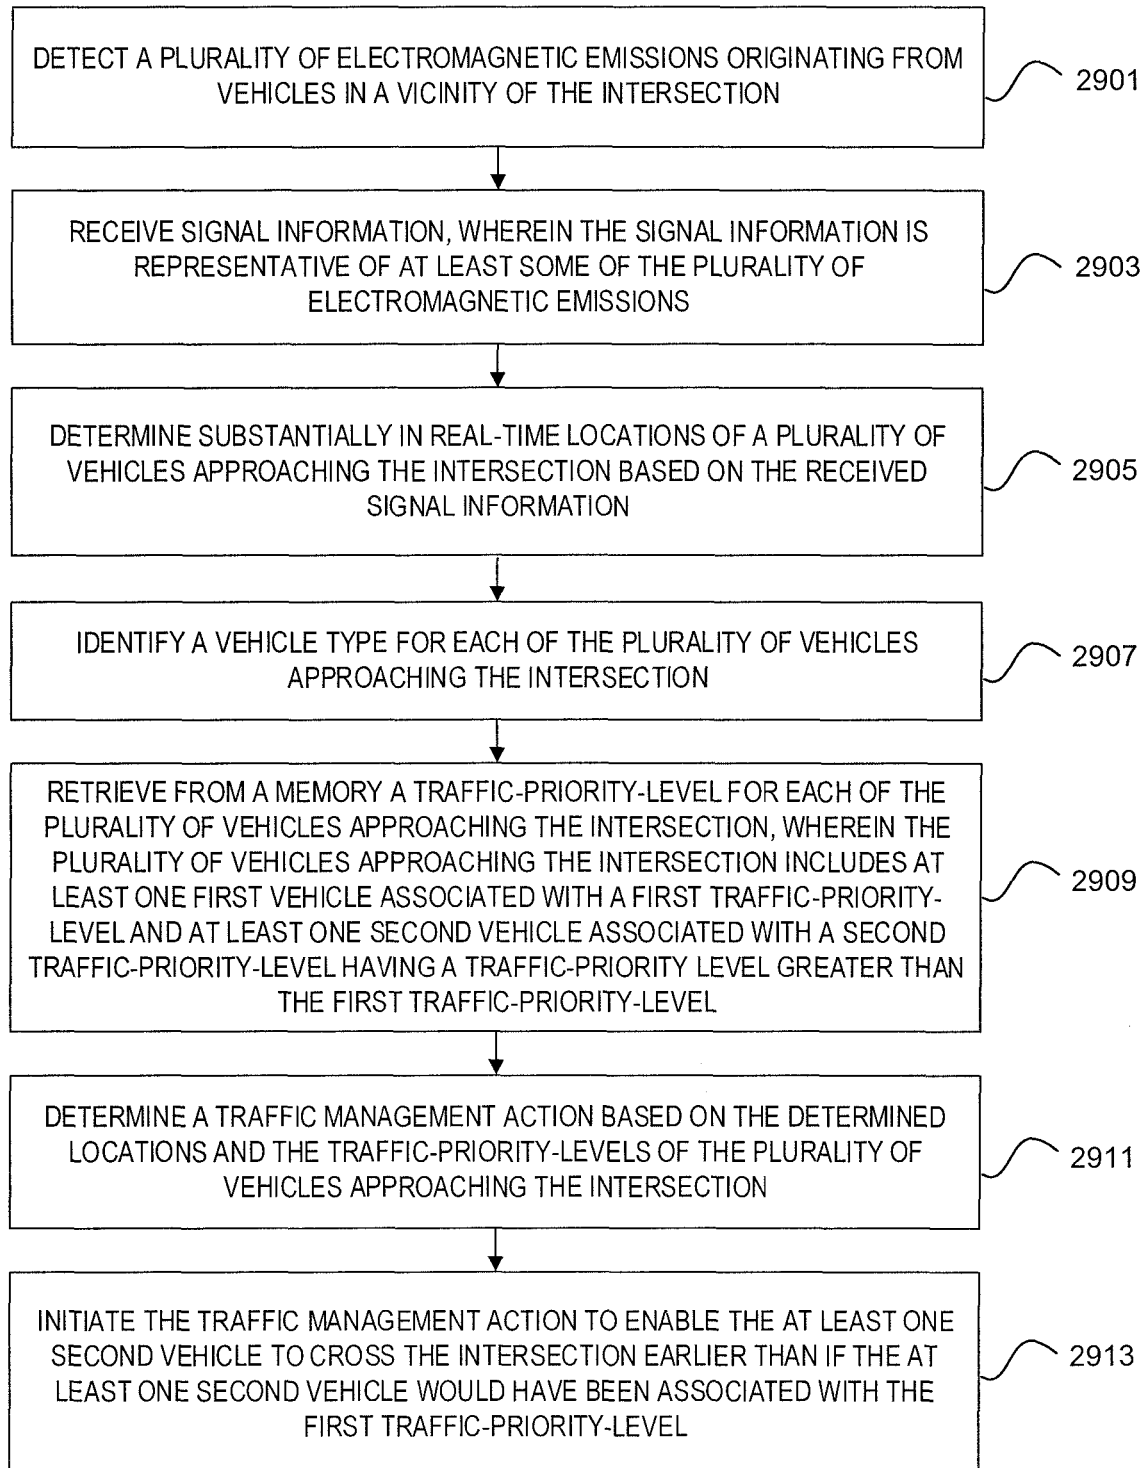 DETECT A PLURALITY OF ELECTROMAGNETIC EMISSIONS ORIGINATING FROM
VEHICLES IN A VICINITY OF THE INTERSECTION
2901
RECEIVE SIGNAL INFORMATION, WHEREIN THE SIGNAL INFORMATION IS
REPRESENTATIVE OF AT LEAST SOME OF THE PLURALITY OF
ELECTROMAGNETIC EMISSIONS
2903
DETERMINE SUBSTANTIALLY IN REAL-TIME LOCATIONS OF A PLURALITY OF
VEHICLES APPROACHING THE INTERSECTION BASED ON THE RECEIVED
SIGNAL INFORMATION
2905
IDENTIFY A VEHICLE TYPE FOR EACH OF THE PLURALITY OF VEHICLES
APPROACHING THE INTERSECTION
2907
RETRIEVE FROM A MEMORY A TRAFFIC-PRIORITY-LEVEL FOR EACH OF THE
PLURALITY OF VEHICLES APPROACHING THE INTERSECTION, WHEREIN THE
PLURALITY OF VEHICLES APPROACHING THE INTERSECTION INCLUDES AT
LEAST ONE FIRST VEHICLE ASSOCIATED WITH A FIRST TRAFFIC-PRIORITY-
LEVEL AND AT LEAST ONE SECOND VEHICLE ASSOCIATED WITH A SECOND
TRAFFIC-PRIORITY-LEVEL HAVING A TRAFFIC-PRIORITY LEVEL GREATER THAN
THE FIRST TRAFFIC-PRIORITY-LEVEL
2909
DETERMINE A TRAFFIC MANAGEMENT ACTION BASED ON THE DETERMINED
LOCATIONS AND THE TRAFFIC-PRIORITY-LEVELS OF THE PLURALITY OF
VEHICLES APPROACHING THE INTERSECTION
2911
INITIATE THE TRAFFIC MANAGEMENT ACTION TO ENABLE THE AT LEAST ONE
SECOND VEHICLE TO CROSS THE INTERSECTION EARLIER THAN IF THE AT
LEAST ONE SECOND VEHICLE WOULD HAVE BEEN ASSOCIATED WITH THE
FIRST TRAFFIC-PRIORITY-LEVEL
2913